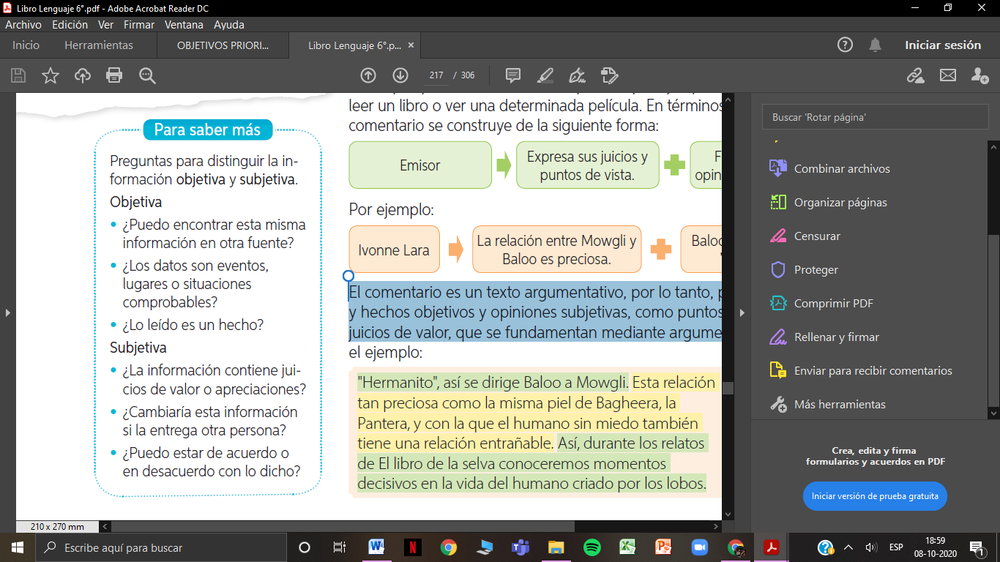 Libro Lenguaje 6°.pdf - Adobe Acrobat Reader DC
Archivo Edición Ver Firmar Ventana Ayuda
Inicio Herramientas OBJETIVOS PRIORI... Libro Lenguaje 6°.p... × Iniciar sesión
217 / 306
leer un libro o ver una determinada película. En términos
comentario se construye de la siguiente forma:
Para saber más
Preguntas para distinguir la in-
formación objetiva y subjetiva.
Objetiva
• ¿Puedo encontrar esta misma
información en otra fuente?
• ¿Los datos son eventos,
lugares o situaciones
comprobables?
• ¿Lo leído es un hecho?
Subjetiva
• ¿La información contiene jui-
cios de valor o apreciaciones?
• ¿Cambiaría esta información
si la entrega otra persona?
• ¿Puedo estar de acuerdo o
en desacuerdo con lo dicho?
Emisor
Expresa sus juicios y
puntos de vista.
F
opin
Por ejemplo:
Ivonne Lara
La relación entre Mowgli y
Baloo es preciosa.
Baloo
El comentario es un texto argumentativo, por lo tanto, p
y hechos objetivos y opiniones subjetivas, como puntos
juicios de valor, que se fundamentan mediante argume
el ejemplo:
"Hermanito", así se dirige Baloo a Mowgli. Esta relación
tan preciosa como la misma piel de Bagheera, la
Pantera, y con la que el humano sin miedo también
tiene una relación entrañable. Así, durante los relatos
de El libro de la selva conoceremos momentos
decisivos en la vida del humano criado por los lobos.
210 x 270 mm
Buscar 'Rotar página'
Combinar archivos
Organizar páginas
Censurar
Proteger
Comprimir PDF
Rellenar y firmar
Enviar para recibir comentarios
Más herramientas
Crea, edita y firma
formularios y acuerdos en PDF
Iniciar versión de prueba gratuita
Escribe aquí para buscar
ESP
18:59
08-10-2020
1